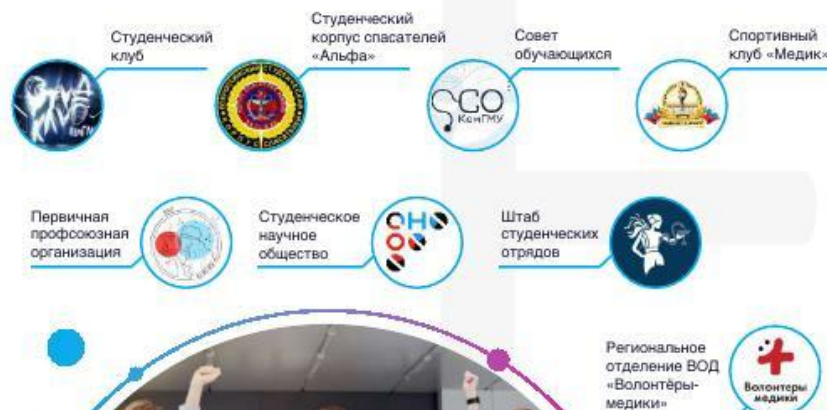 Студенческий
клуб
Студенческий
корпус спасателей
«Альфа»
Совет
обучающихся
Спортивный
клуб «Медик»
СО
КемГМУ
Первичная
профсоюзная
организация
Студенческое
научное
общество
СНО
Штаб
студенческих
отрядов
Региональное
отделение ВОД
«Волонтёры-
медики»
Волонтеры
медики